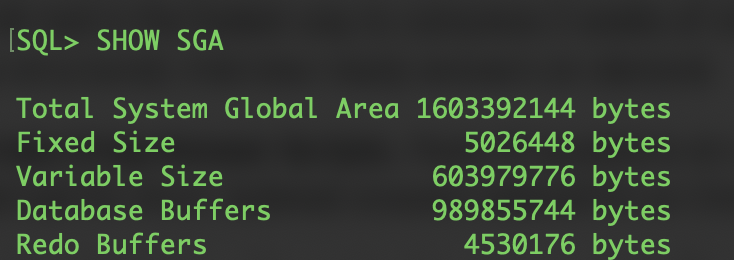 [SQL> SHOW SGA
Total System Global Area 1603392144 bytes
Fixed Size 5026448 bytes
Variable Size 603979776 bytes
Database Buffers 989855744 bytes
Redo Buffers 4530176 bytes